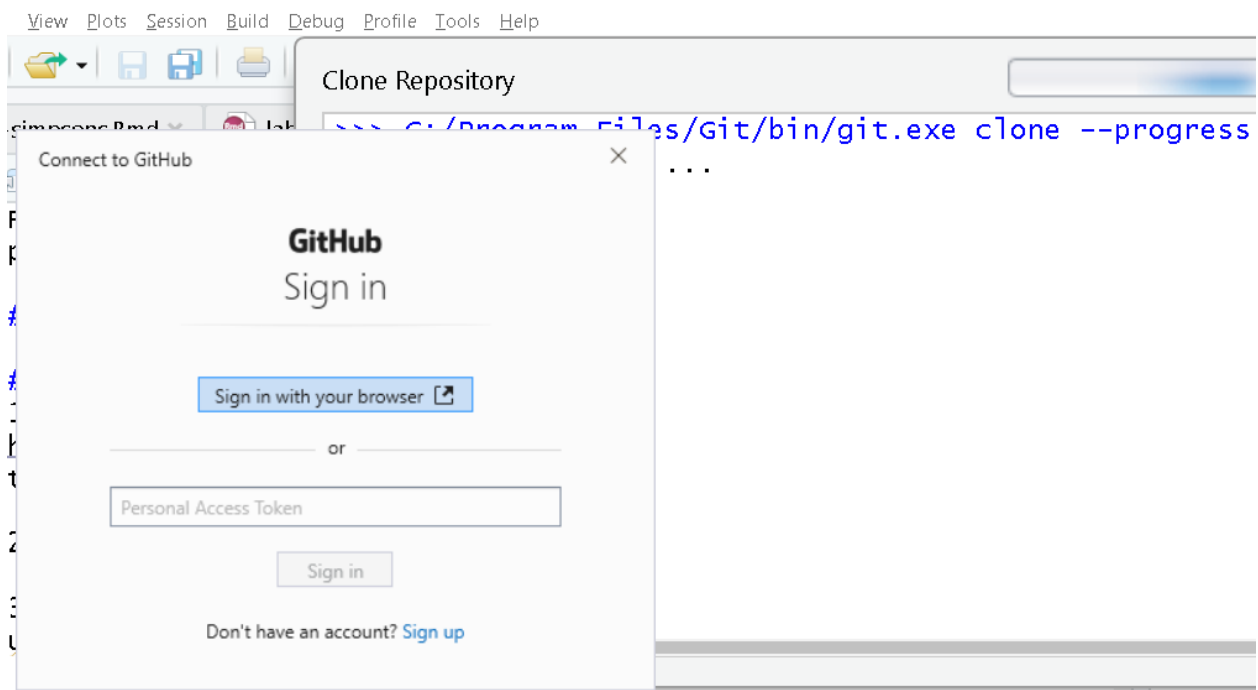 View Plots Session Build Debug Profile Tools Help
Clone Repository
simpsons.Rmd lab
>>> C:/Program Files/Git/bin/git.exe clone --progress
...
Connect to GitHub
GitHub
Sign in
Sign in with your browser
or
Personal Access Token
Sign in
Don't have an account? Sign up